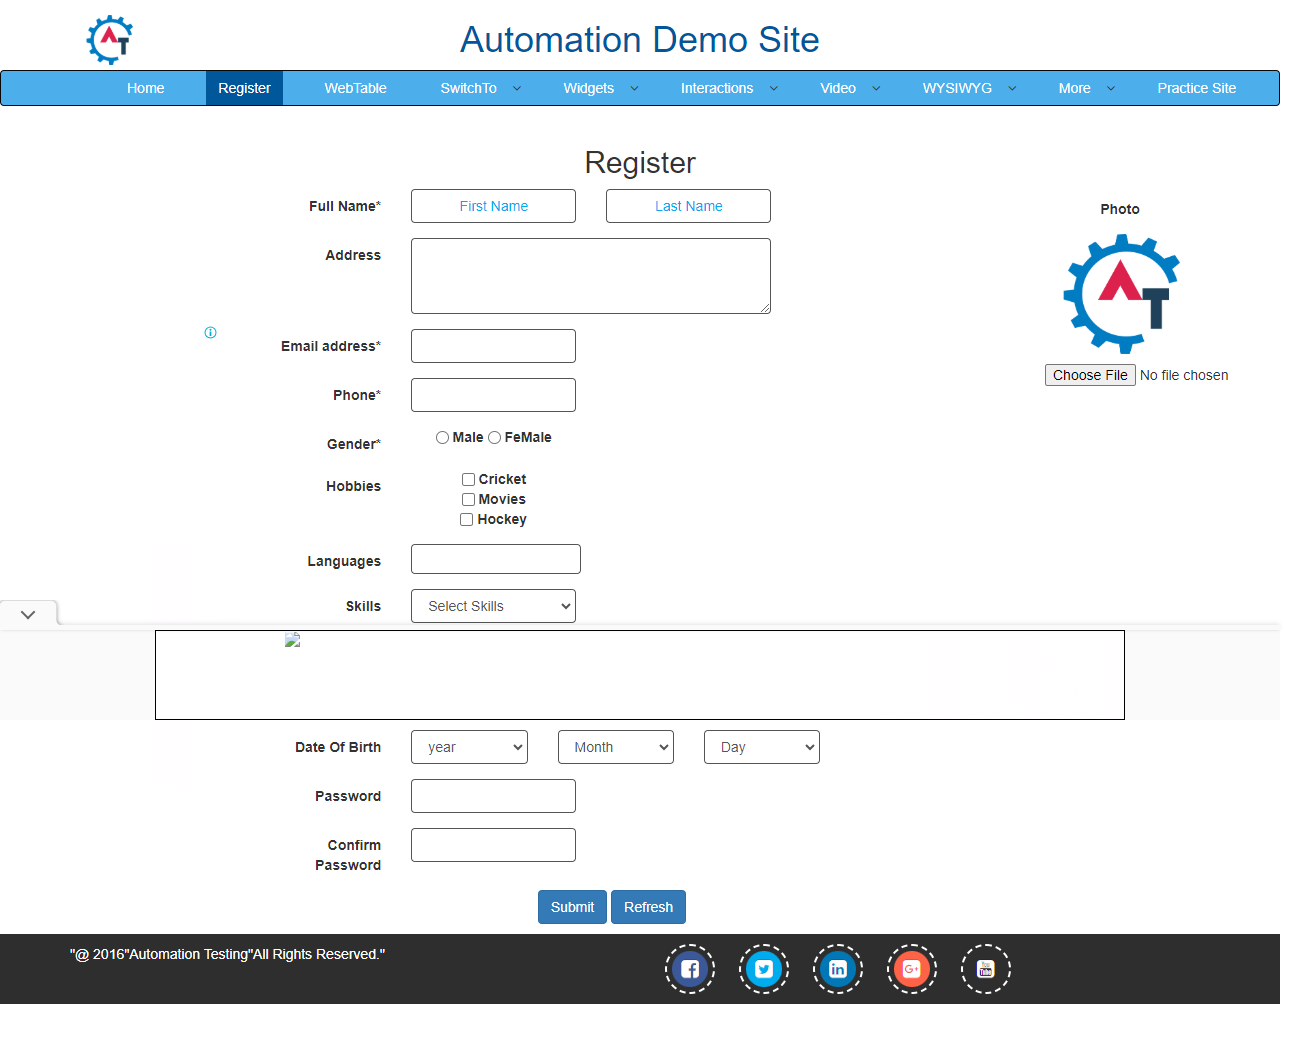 Automation Demo Site
Home Register WebTable SwitchTo Widgets Interactions Video WYSIWYG More Practice Site
Register
Full Name* First Name Last Name
Photo
Address
Email address*
Choose File No file chosen
Phone*
Gender* Male FeMale
Hobbies Cricket
Movies
Hockey
Languages
Skills Select Skills
Date Of Birth year Month Day
Password
Confirm
Password
Submit Refresh
"@ 2016"Automation Testing"All Rights Reserved."